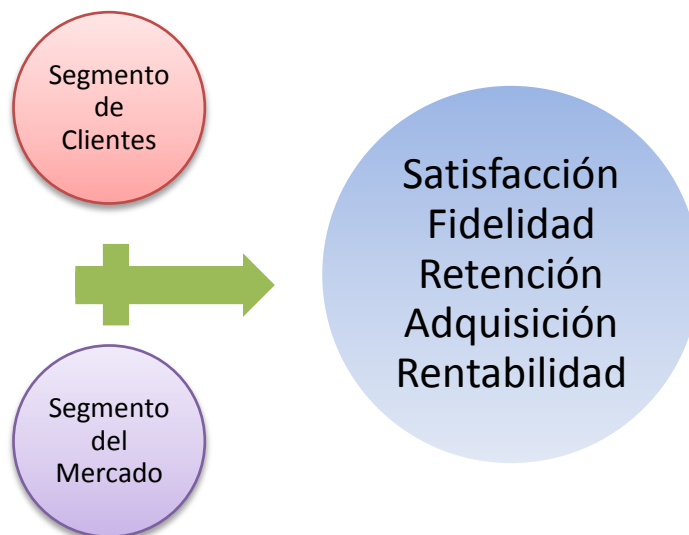 Segmento
de
Clientes
Segmento
del
Mercado
Satisfacción
Fidelidad
Retención
Adquisición
Rentabilidad